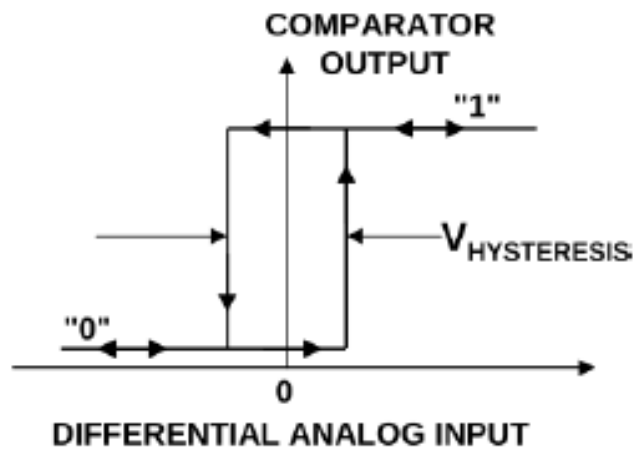 COMPARATOR
OUTPUT
"1"
VHYSTERESIS
"0"
0
DIFFERENTIAL ANALOG INPUT